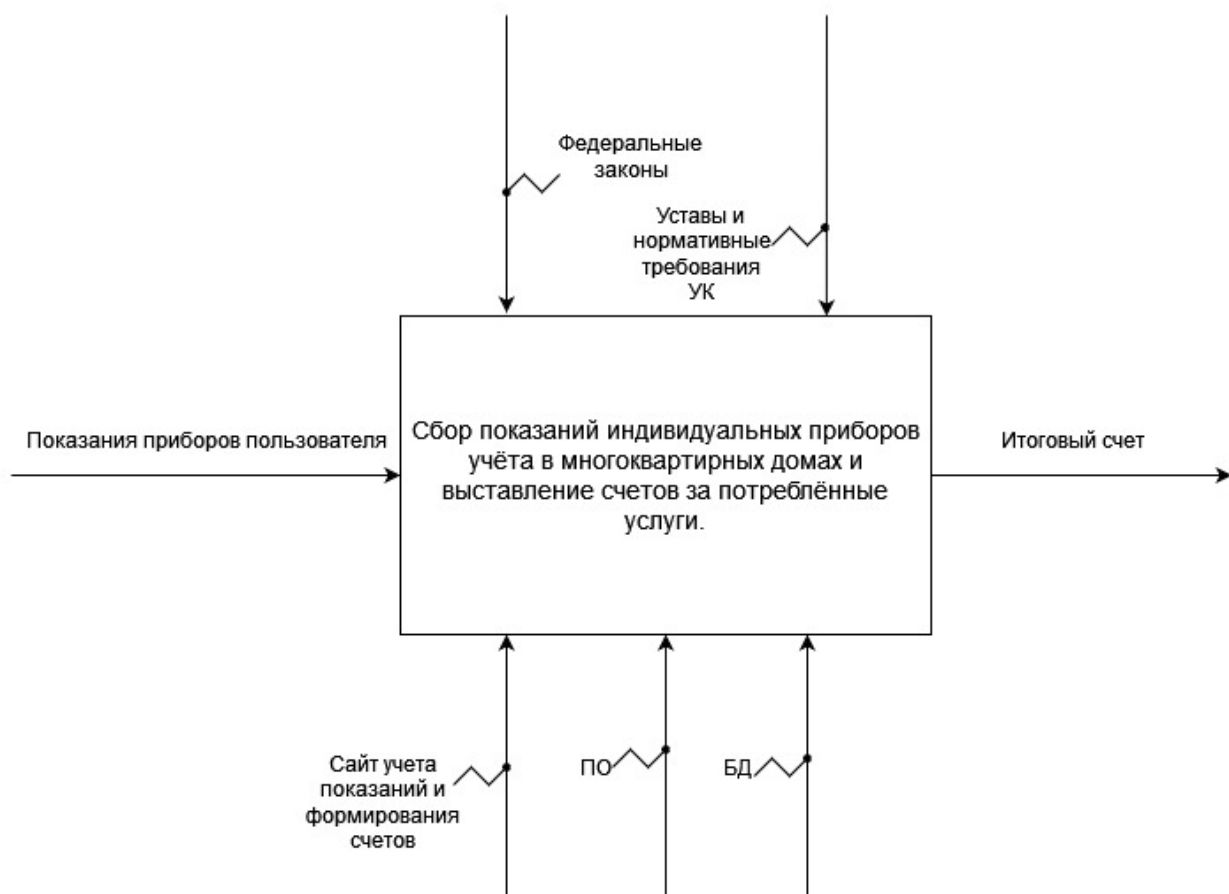 Федеральные
законы
Уставы и
нормативные
требования
УК
Показания приборов пользователя
Сбор показаний индивидуальных приборов
учёта в многоквартирных домах и
выставление счетов за потреблённые
услуги.
Итоговый счет
Сайт учета
показаний и
формирования
счетов
ПО
БД